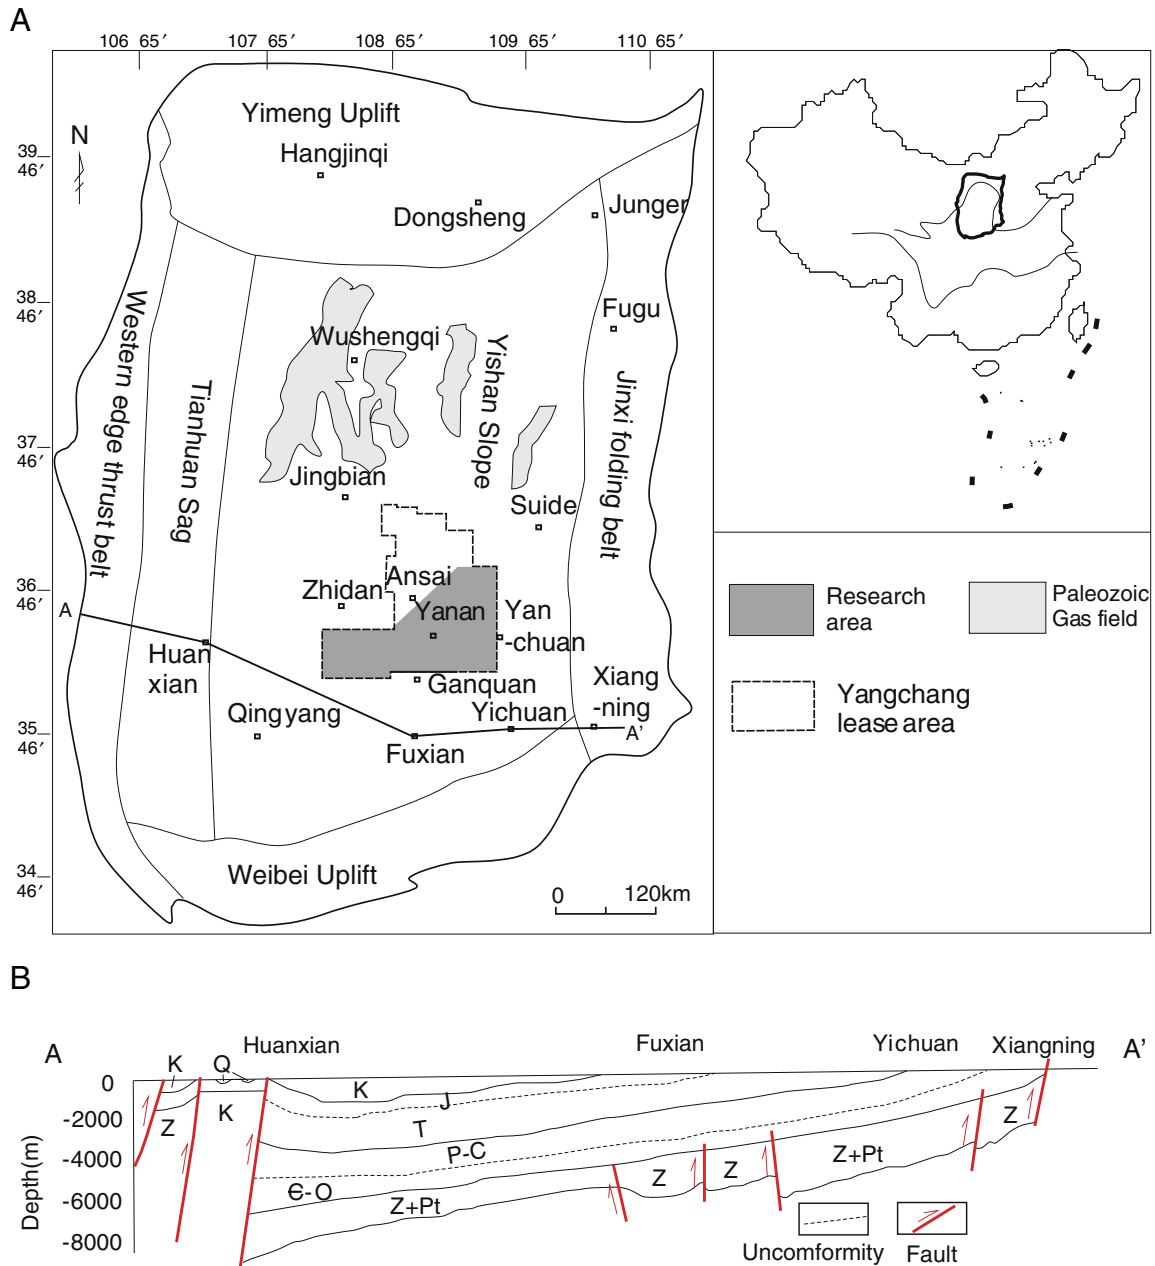 A
106 65′ 107 65′ 108 65′ 109 65′ 110 65′
N
39
46′
38
46′
37
46′
36
46′
35
46′
34
46′
Yimeng Uplift
Hangjinqi
Dongsheng
Junger
Fugu
Wushengqi
Western edge thrust belt
Tianhuan Sag
Yishan Slope
Jinxi folding belt
Jingbian
Suide
Zhidan
Ansai
Yanan
Yan
-chuan
A
Huan
xian
Qingyang
Ganquan
Yichuan
Xiang
-ning
Fuxian
A'
Weibei Uplift
0 120km
Research
area
Paleozoic
Gas field
Yangchang
lease area
B
A Huanxian Fuxian Yichuan Xiangning A'
Depth(m)
0
-2000
-4000
-6000
-8000
K Q
K
K J
Z
T
P-C
Є-O
Z+Pt
Z Z
Z+Pt
Z
Uncomformity Fault